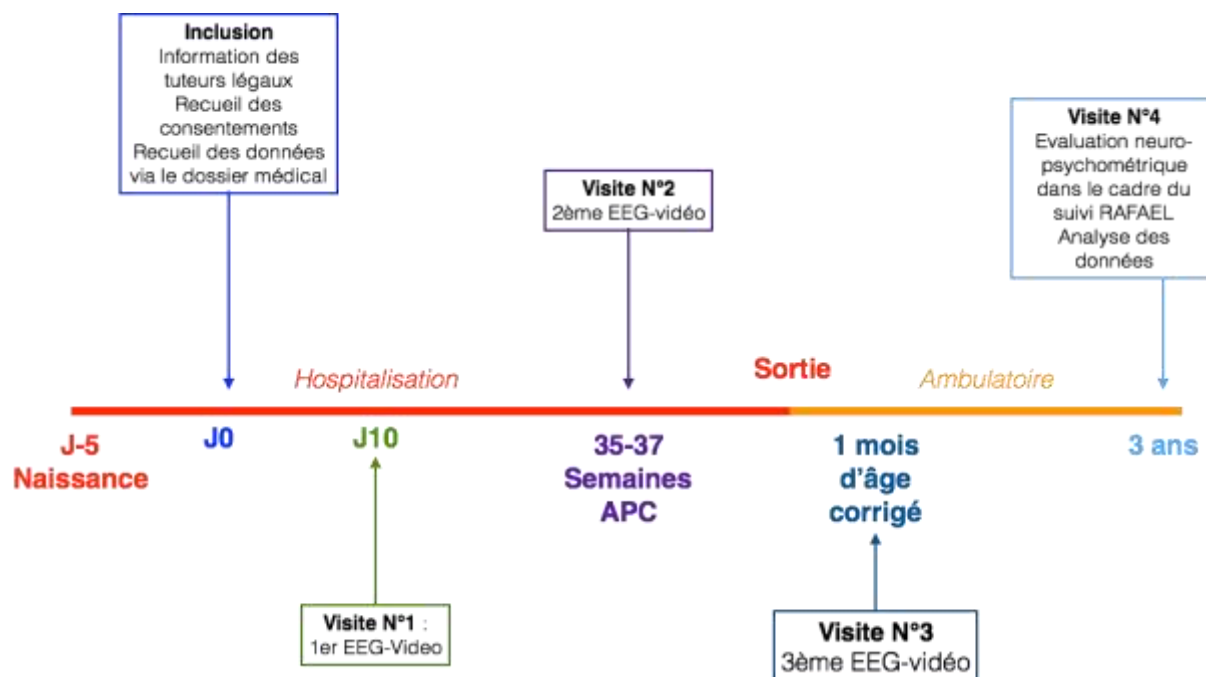 Inclusion
Information des
tuteurs légaux
Recueil des
consentements
Recueil des données
via le dossier médical
Visite N°2
2ème EEG-vidéo
Visite N°4
Evaluation neuro-
psychométrique
dans le cadre du
suivi RAFAEL
Analyse des
données
Hospitalisation
Sortie
Ambulatoire
J-5
Naissance
J0
J10
35-37
Semaines
APC
1 mois
d'âge
corrigé
3 ans
Visite N°1 :
1er EEG-Video
Visite N°3
3ème EEG-vidéo